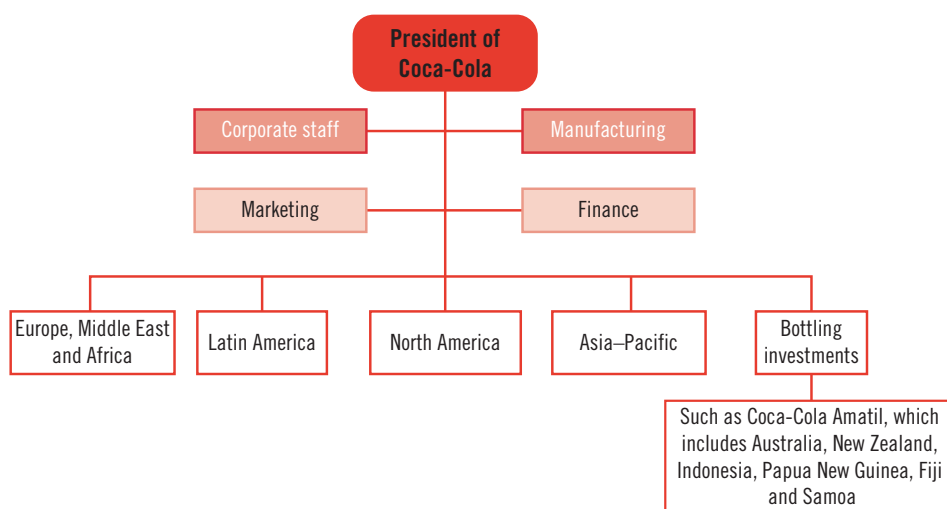 President of
Coca-Cola
Corporate staff
Manufacturing
Marketing
Finance
Europe, Middle East
and Africa
Latin America
North America
Asia–Pacific
Bottling
investments
Such as Coca-Cola Amatil, which
includes Australia, New Zealand,
Indonesia, Papua New Guinea, Fiji
and Samoa